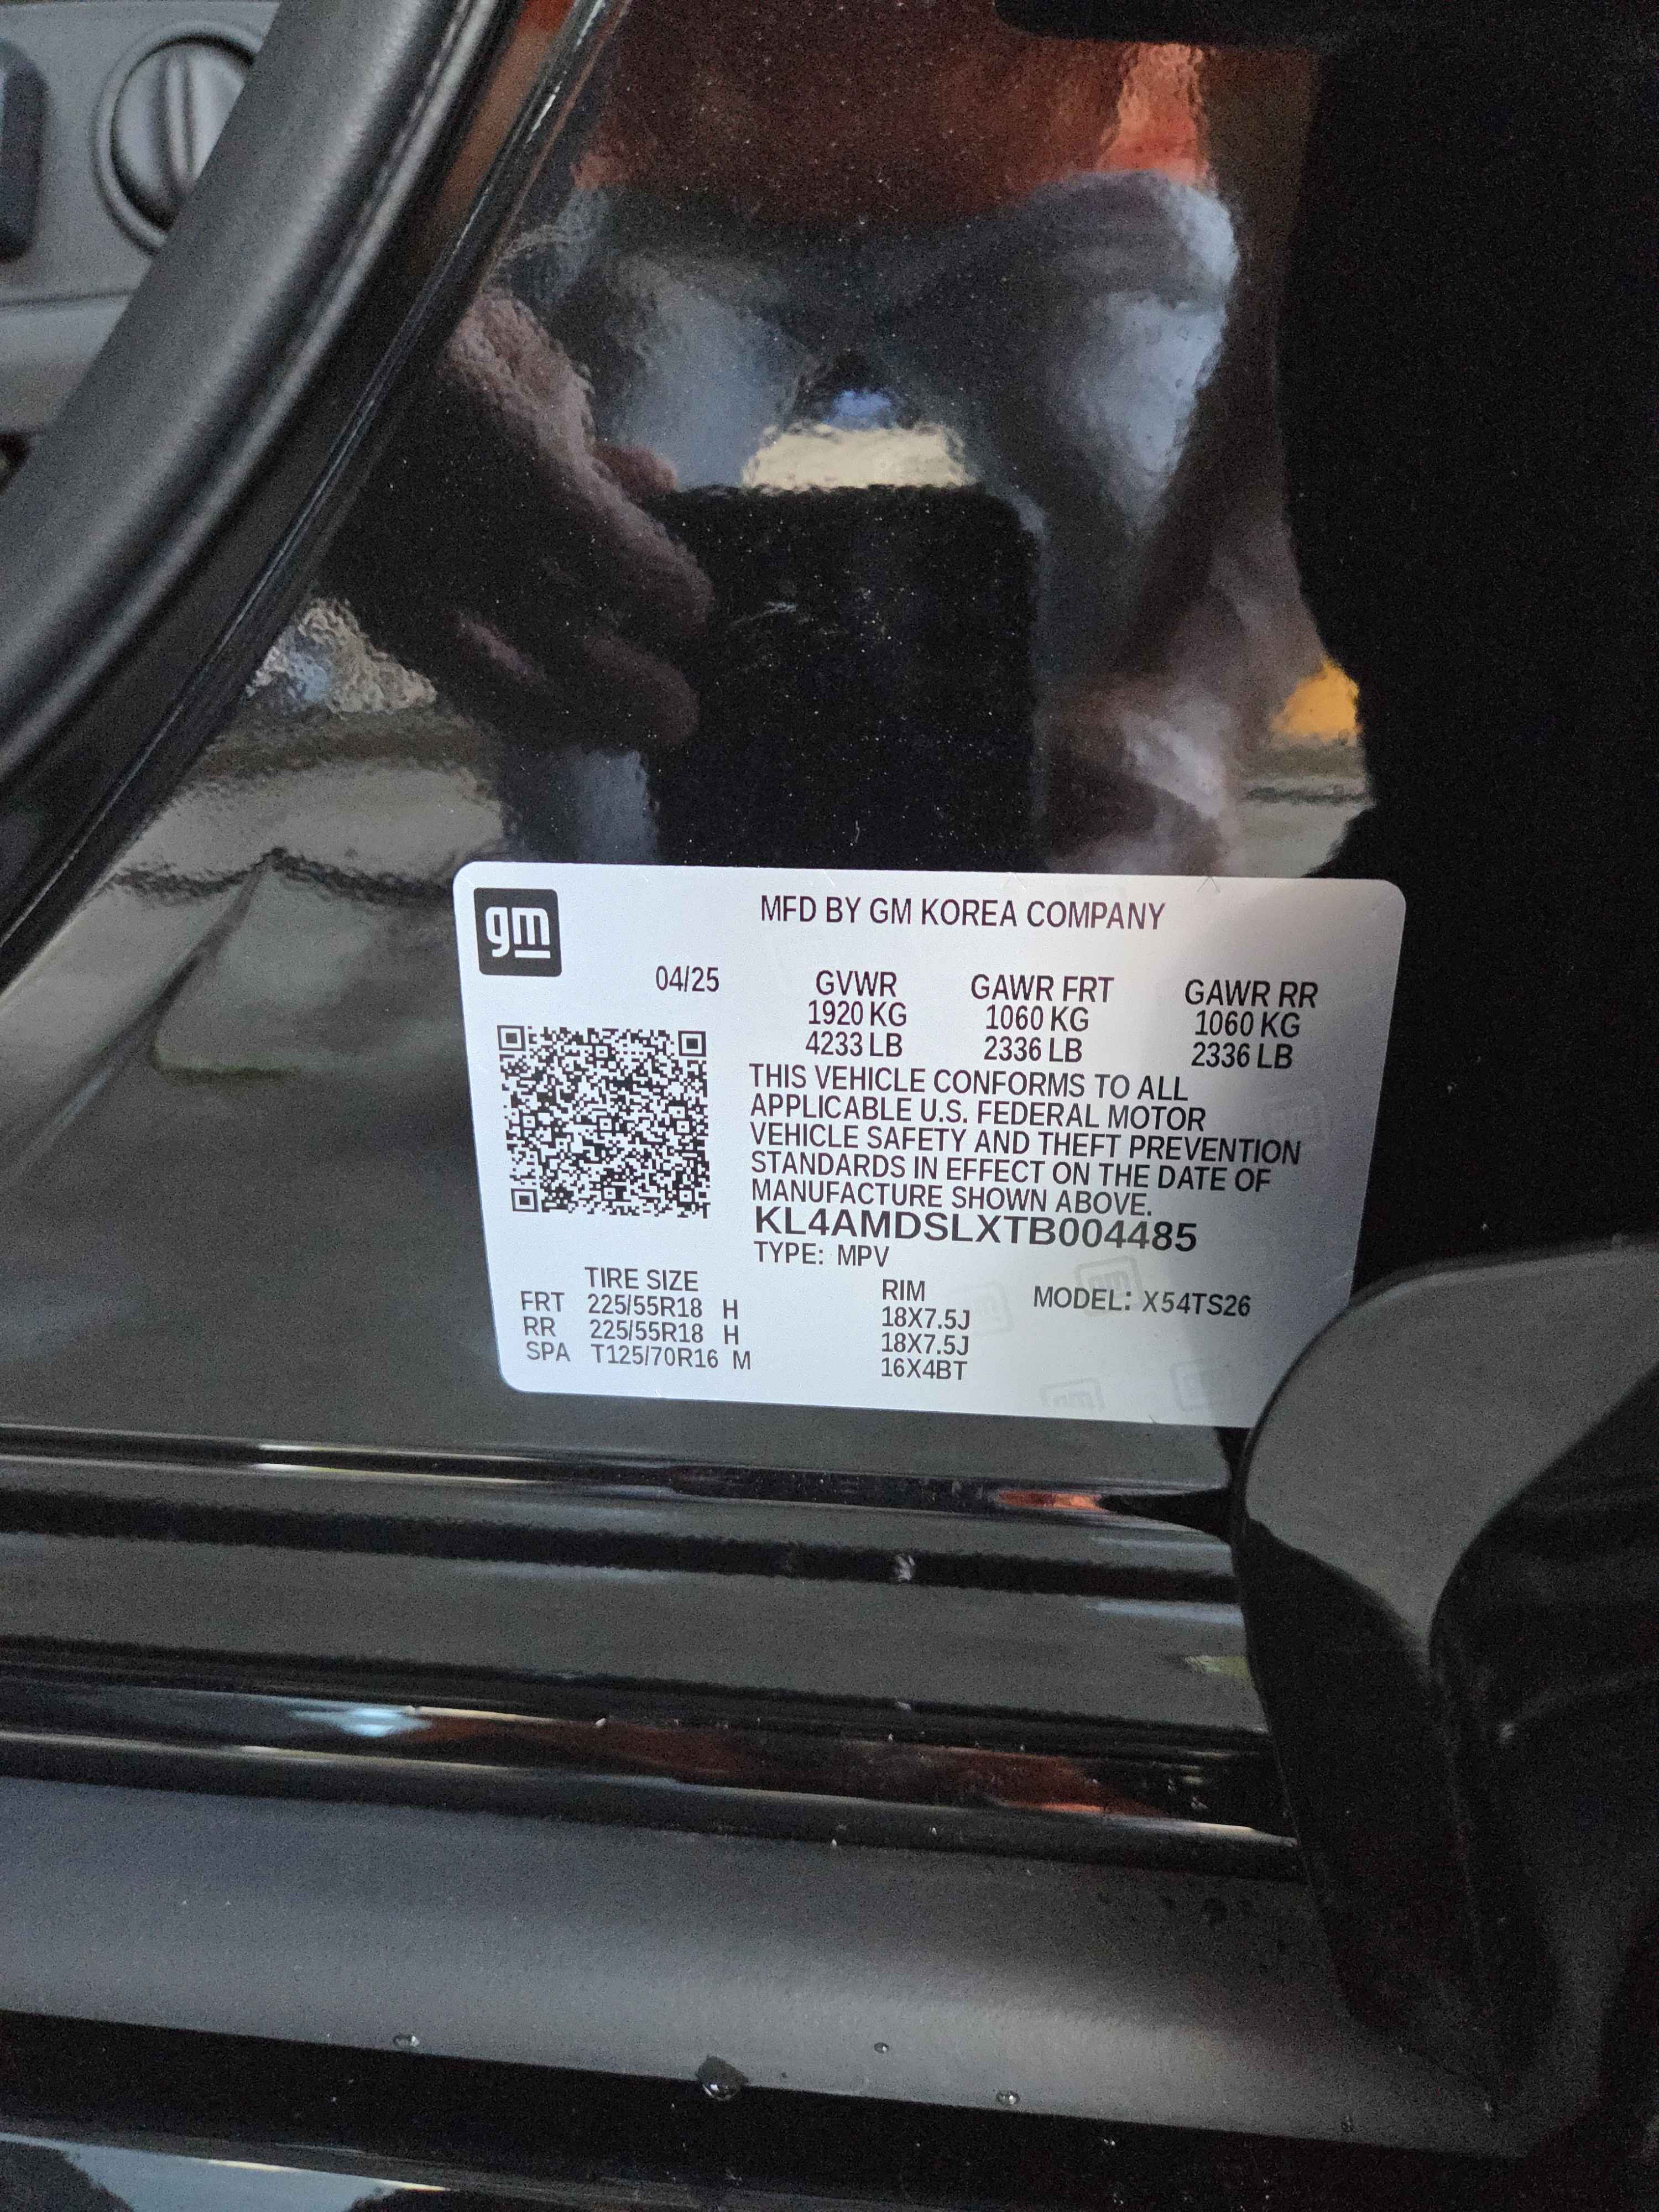 gm
MFD BY GM KOREA COMPANY
04/25 GVWR GAWR FRT GAWR RR
1920 KG 1060 KG 1060 KG
4233 LB 2336 LB 2336 LB
THIS VEHICLE CONFORMS TO ALL
APPLICABLE U.S. FEDERAL MOTOR
VEHICLE SAFETY AND THEFT PREVENTION
STANDARDS IN EFFECT ON THE DATE OF
MANUFACTURE SHOWN ABOVE.
KL4AMDSLXTB004485
TYPE: MPV
TIRE SIZE RIM MODEL: X54TS26
FRT 225/55R18 H 18X7.5J
RR 225/55R18 H 18X7.5J
SPA T125/70R16 M 16X4BT